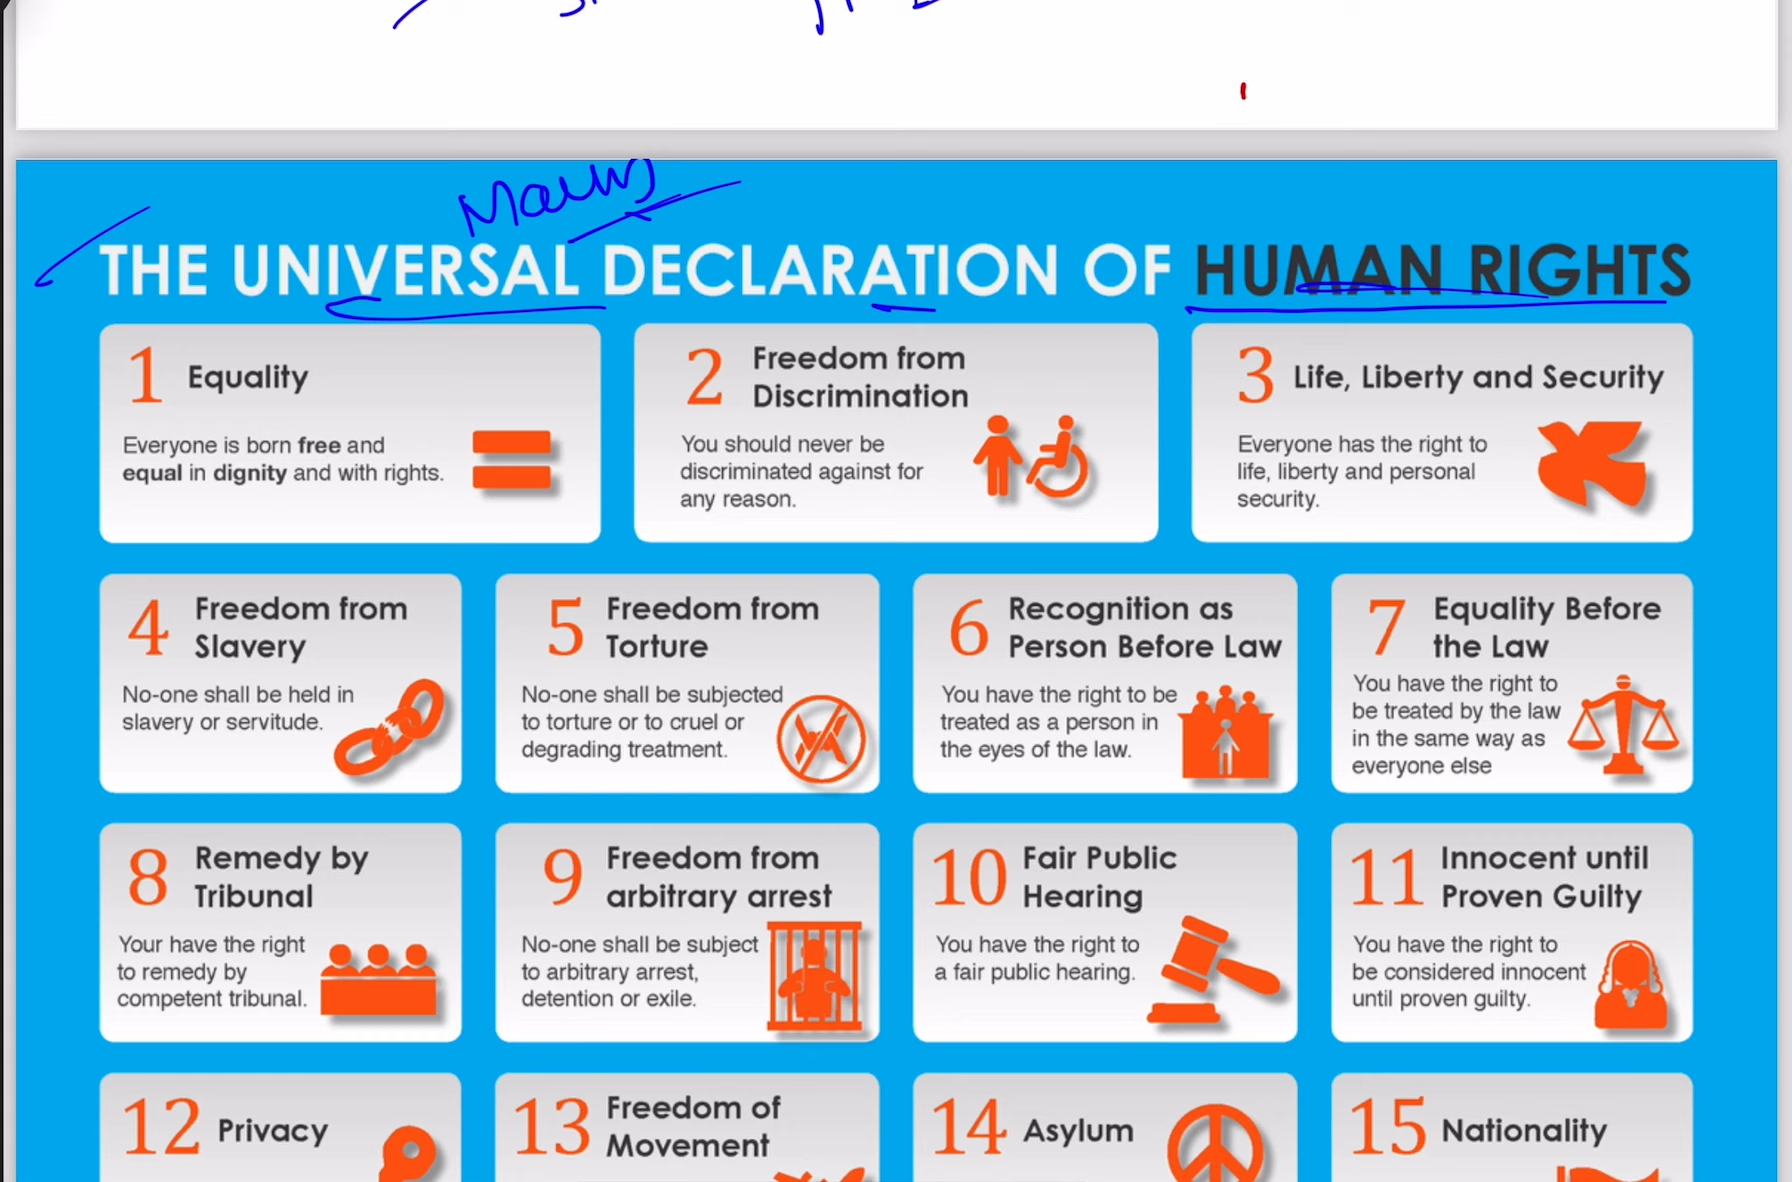 THE UNIVERSAL DECLARATION OF HUMAN RIGHTS
1 Equality
Everyone is born free and
equal in dignity and with rights.
2 Freedom from
Discrimination
You should never be
discriminated against for
any reason.
3 Life, Liberty and Security
Everyone has the right to
life, liberty and personal
security.
4 Freedom from
Slavery
No-one shall be held in
slavery or servitude.
5 Freedom from
Torture
No-one shall be subjected
to torture or to cruel or
degrading treatment.
6 Recognition as
Person Before Law
You have the right to be
treated as a person in
the eyes of the law.
7 Equality Before
the Law
You have the right to
be treated by the law
in the same way as
everyone else
8 Remedy by
Tribunal
Your have the right
to remedy by
competent tribunal.
9 Freedom from
arbitrary arrest
No-one shall be subject
to arbitrary arrest,
detention or exile.
10 Fair Public
Hearing
You have the right to
a fair public hearing.
11 Innocent until
Proven Guilty
You have the right to
be considered innocent
until proven guilty.
12 Privacy
13 Freedom of
Movement
14 Asylum
15 Nationality